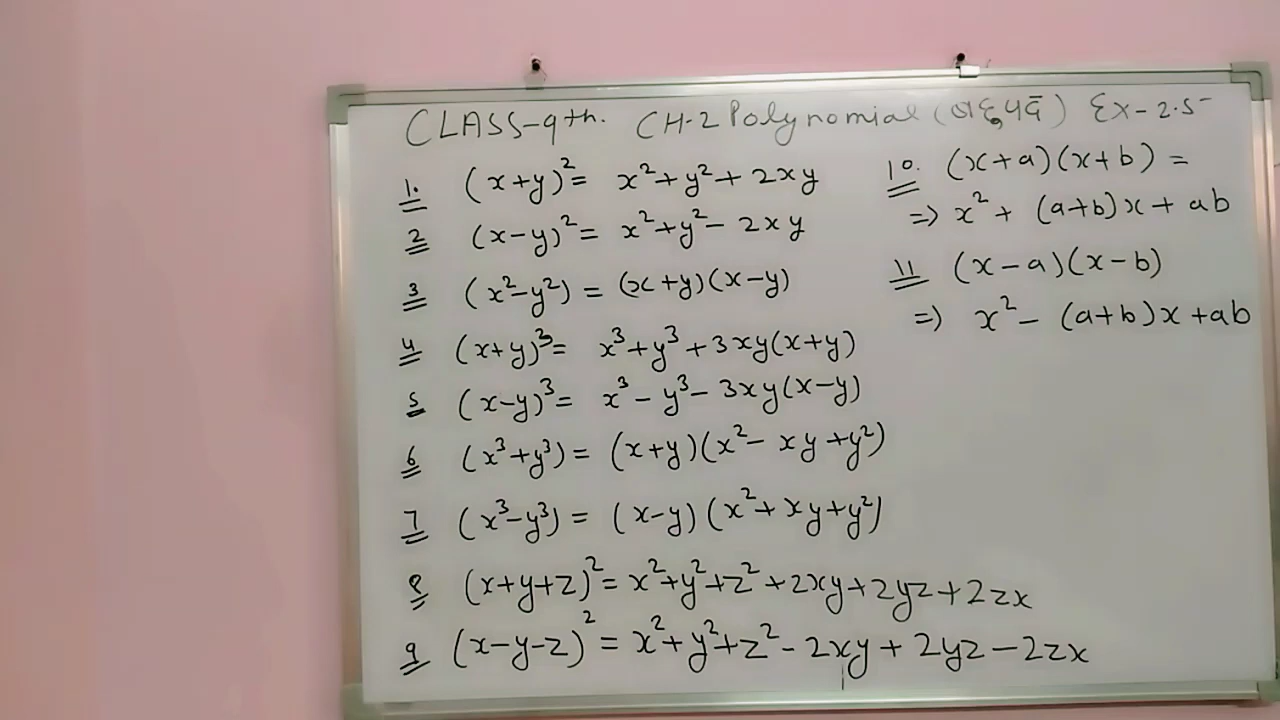 CLASS-9th. CH-2 Polynomial (ਬਹੁਪਦ) Ex-2.5
1. (x+y)² = x²+y²+2xy
2 (x-y)² = x²+y²-2xy
3 (x²-y²) = (x+y)(x-y)
4 (x+y)³ = x³+y³+3xy(x+y)
5 (x-y)³ = x³-y³-3xy(x-y)
6 (x³+y³) = (x+y)(x²-xy+y²)
7 (x³-y³) = (x-y)(x²+xy+y²)
8 (x+y+z)² = x²+y²+z²+2xy+2yz+2zx
9 (x-y-z)² = x²+y²+z²-2xy+2yz-2zx
10. (x+a)(x+b) =
=> x²+(a+b)x+ab
11 (x-a)(x-b)
=> x²-(a+b)x+ab